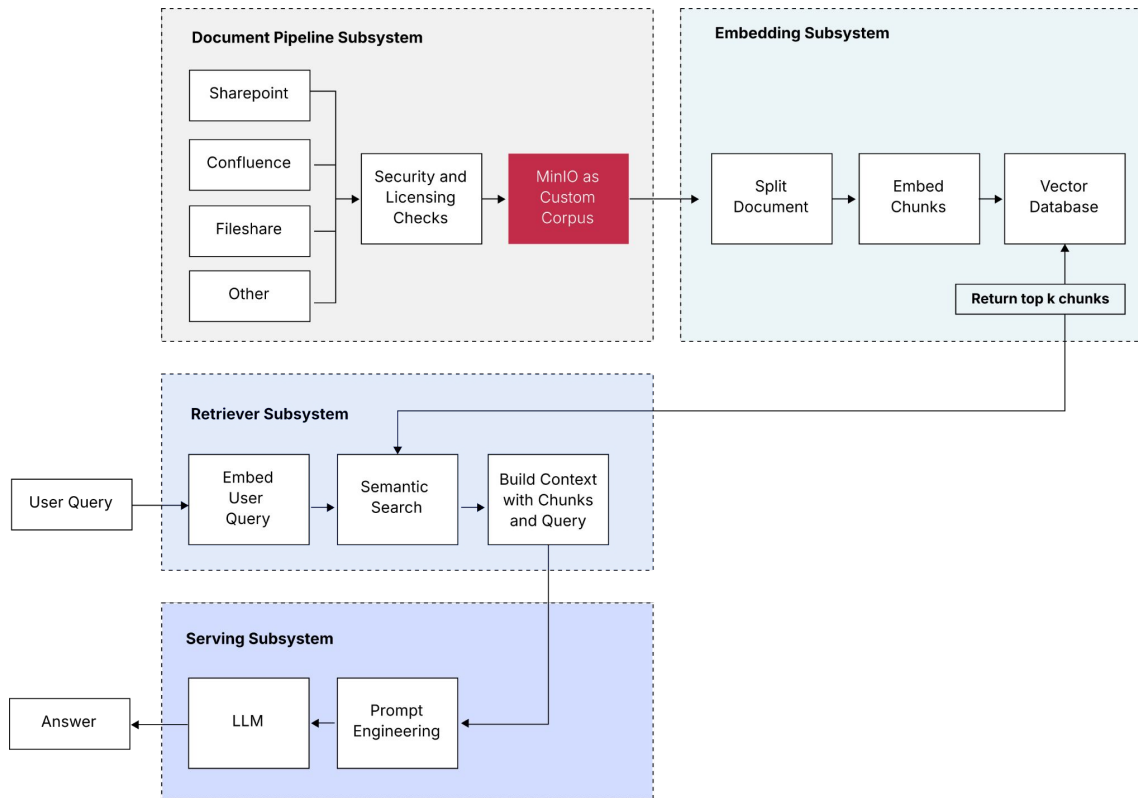 Document Pipeline Subsystem
Sharepoint
Confluence
Fileshare
Other
Security and
Licensing
Checks
MinIO as
Custom
Corpus
Embedding Subsystem
Split
Document
Embed
Chunks
Vector
Database
Return top k chunks
Retriever Subsystem
User Query
Embed
User
Query
Semantic
Search
Build Context
with Chunks
and Query
Serving Subsystem
Answer
LLM
Prompt
Engineering